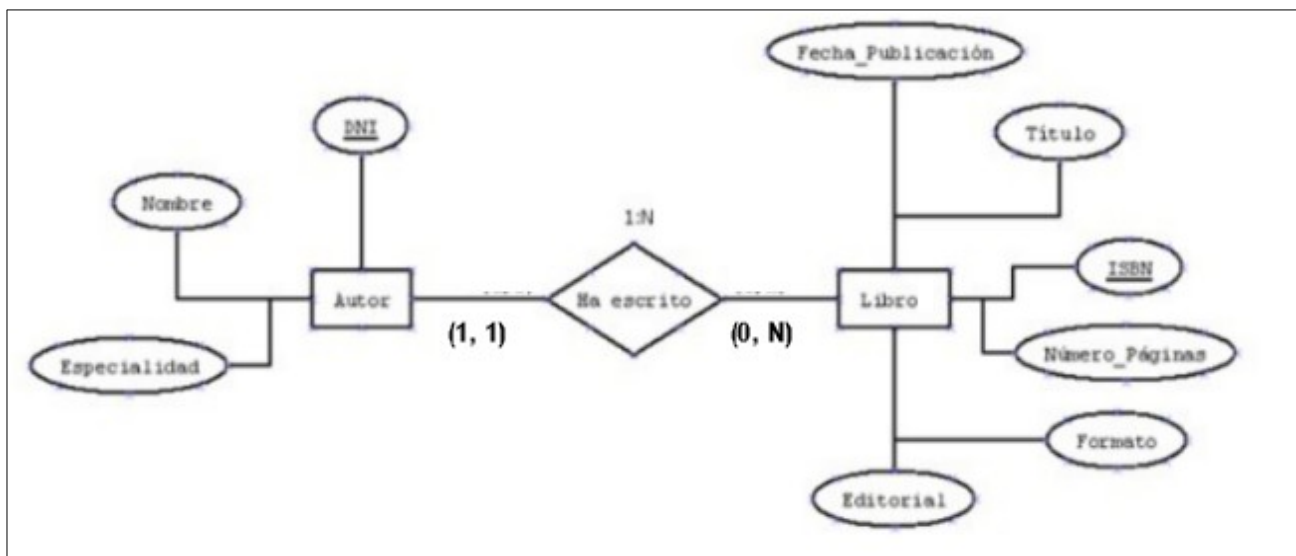 Fecha_Publicación
DNI
Título
Nombre
1:N
ISBN
Autor
Ha escrito
Libro
(1, 1)
(0, N)
Número_Páginas
Especialidad
Formato
Editorial